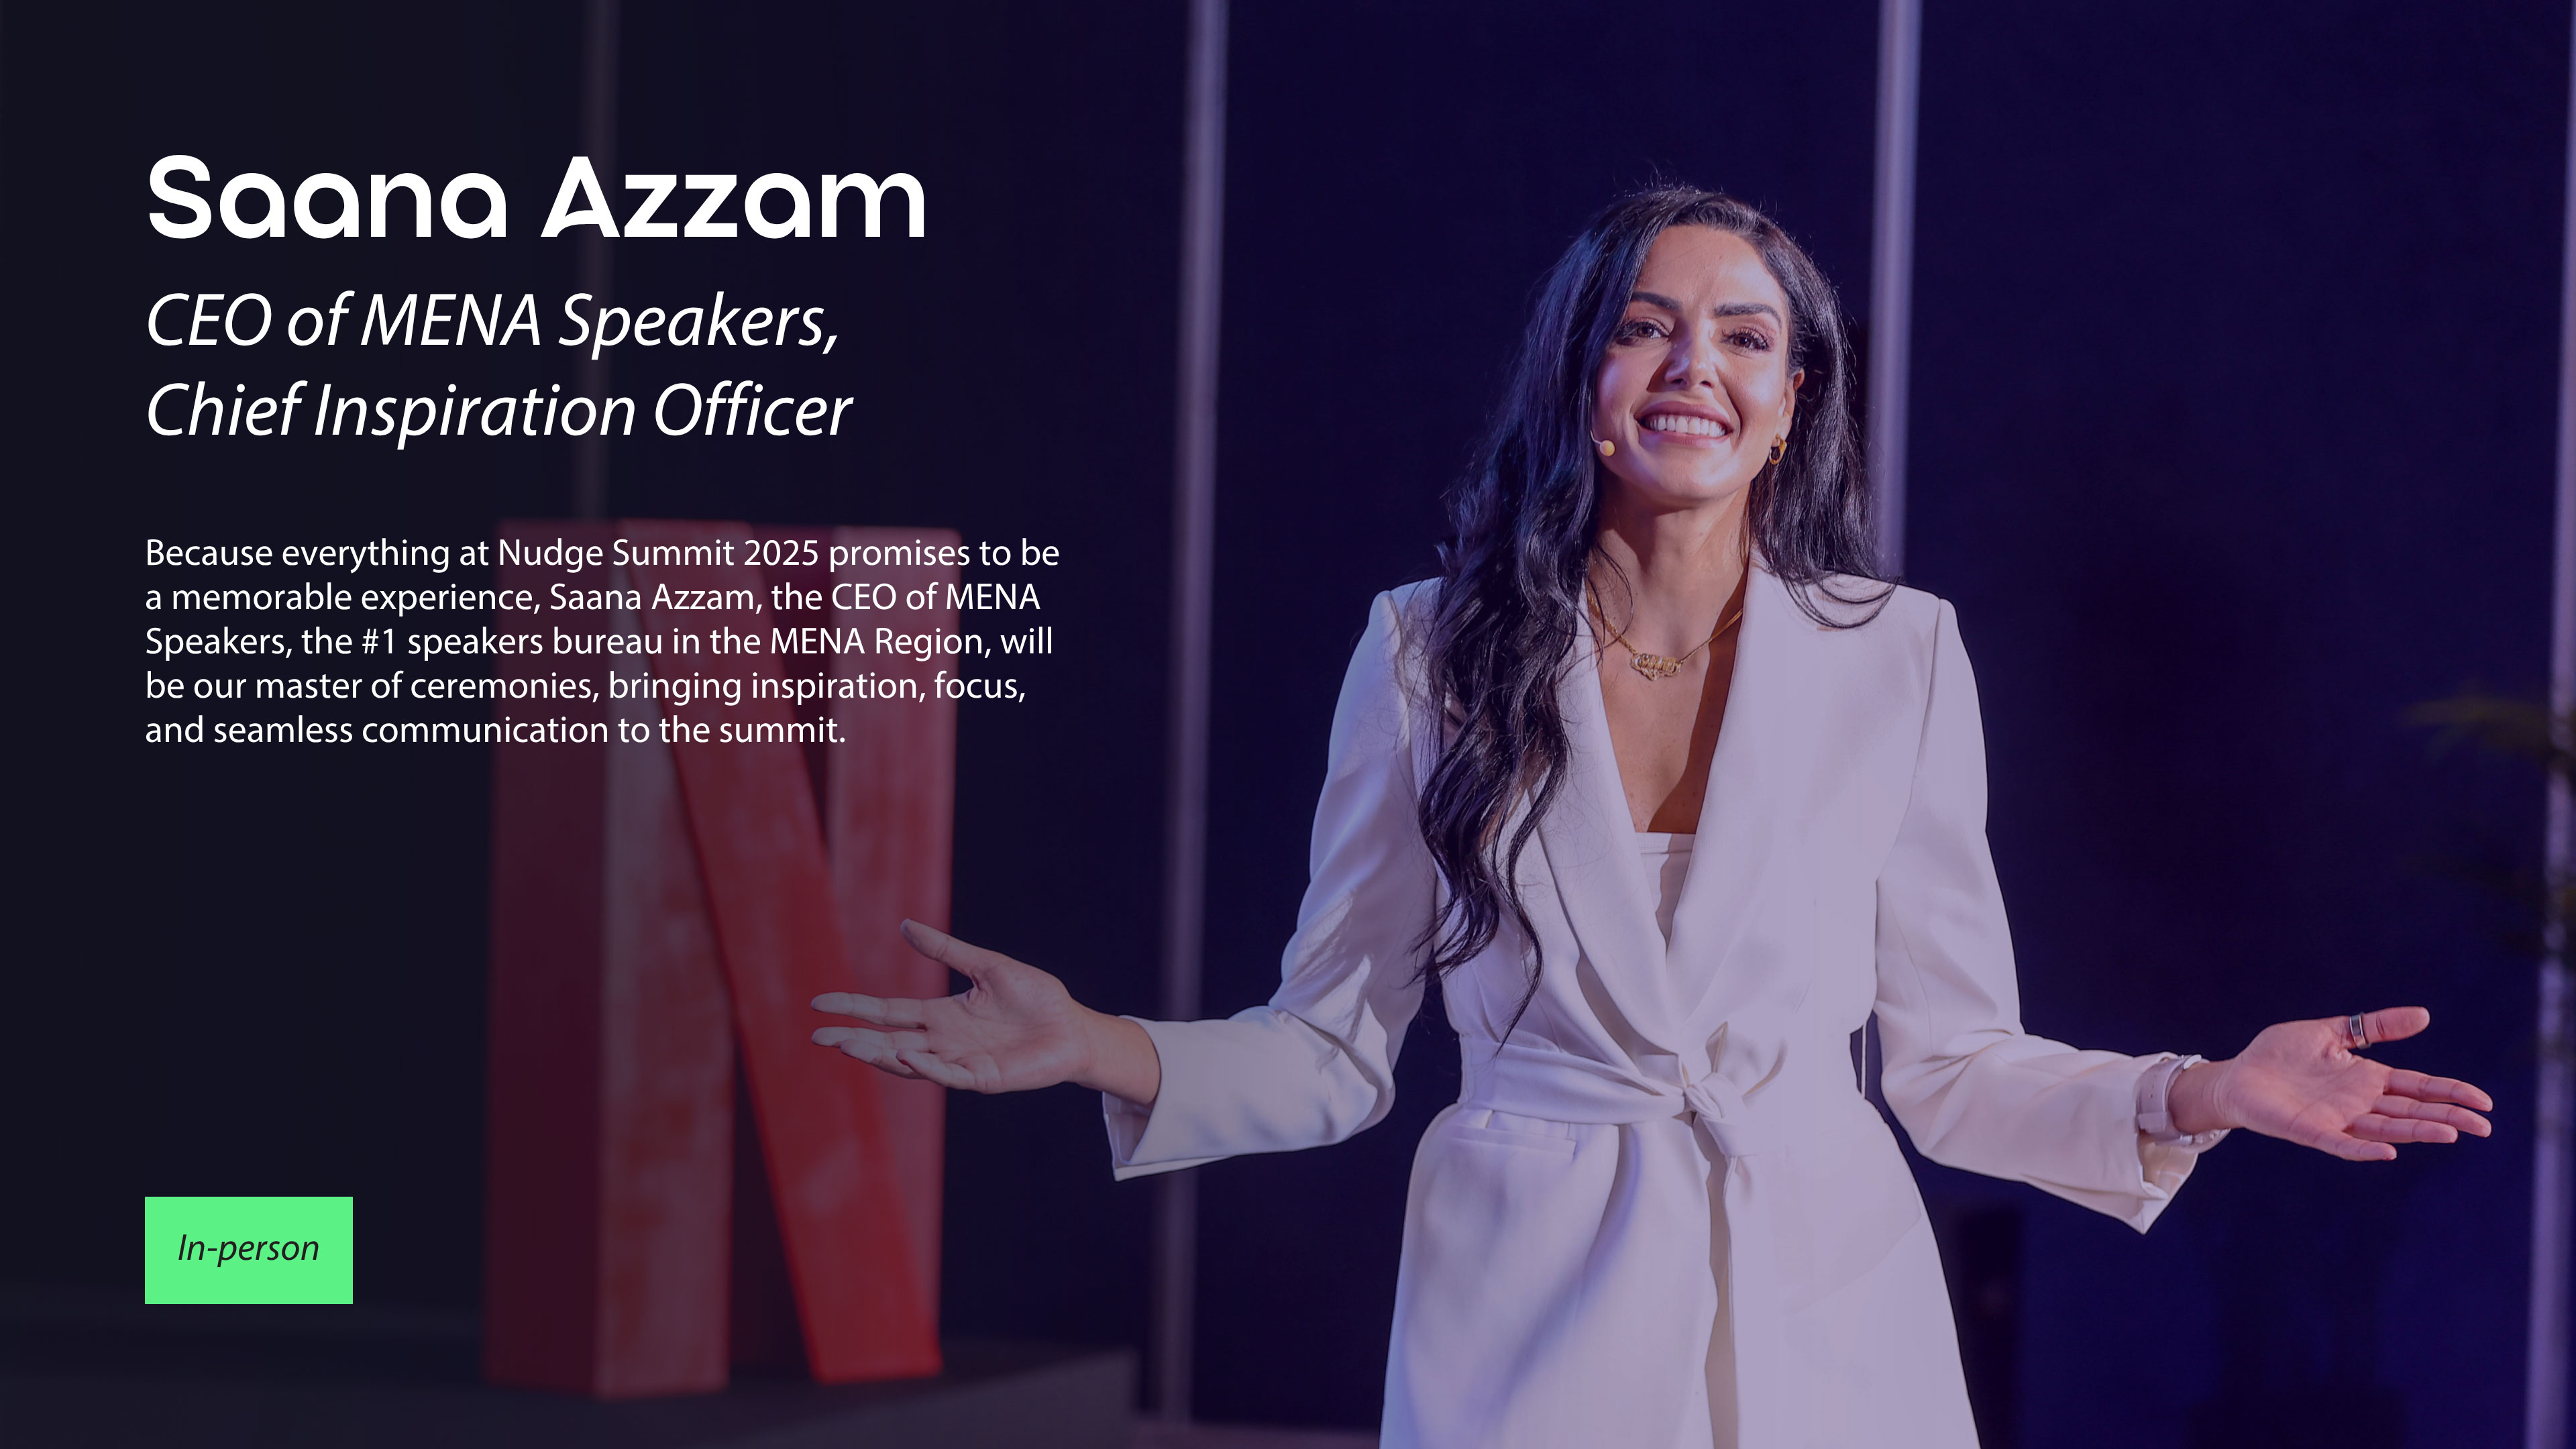 Saana Azzam
CEO of MENA Speakers,
Chief Inspiration Officer
Because everything at Nudge Summit 2025 promises to be
a memorable experience, Saana Azzam, the CEO of MENA
Speakers, the #1 speakers bureau in the MENA Region, will
be our master of ceremonies, bringing inspiration, focus,
and seamless communication to the summit.
In-person